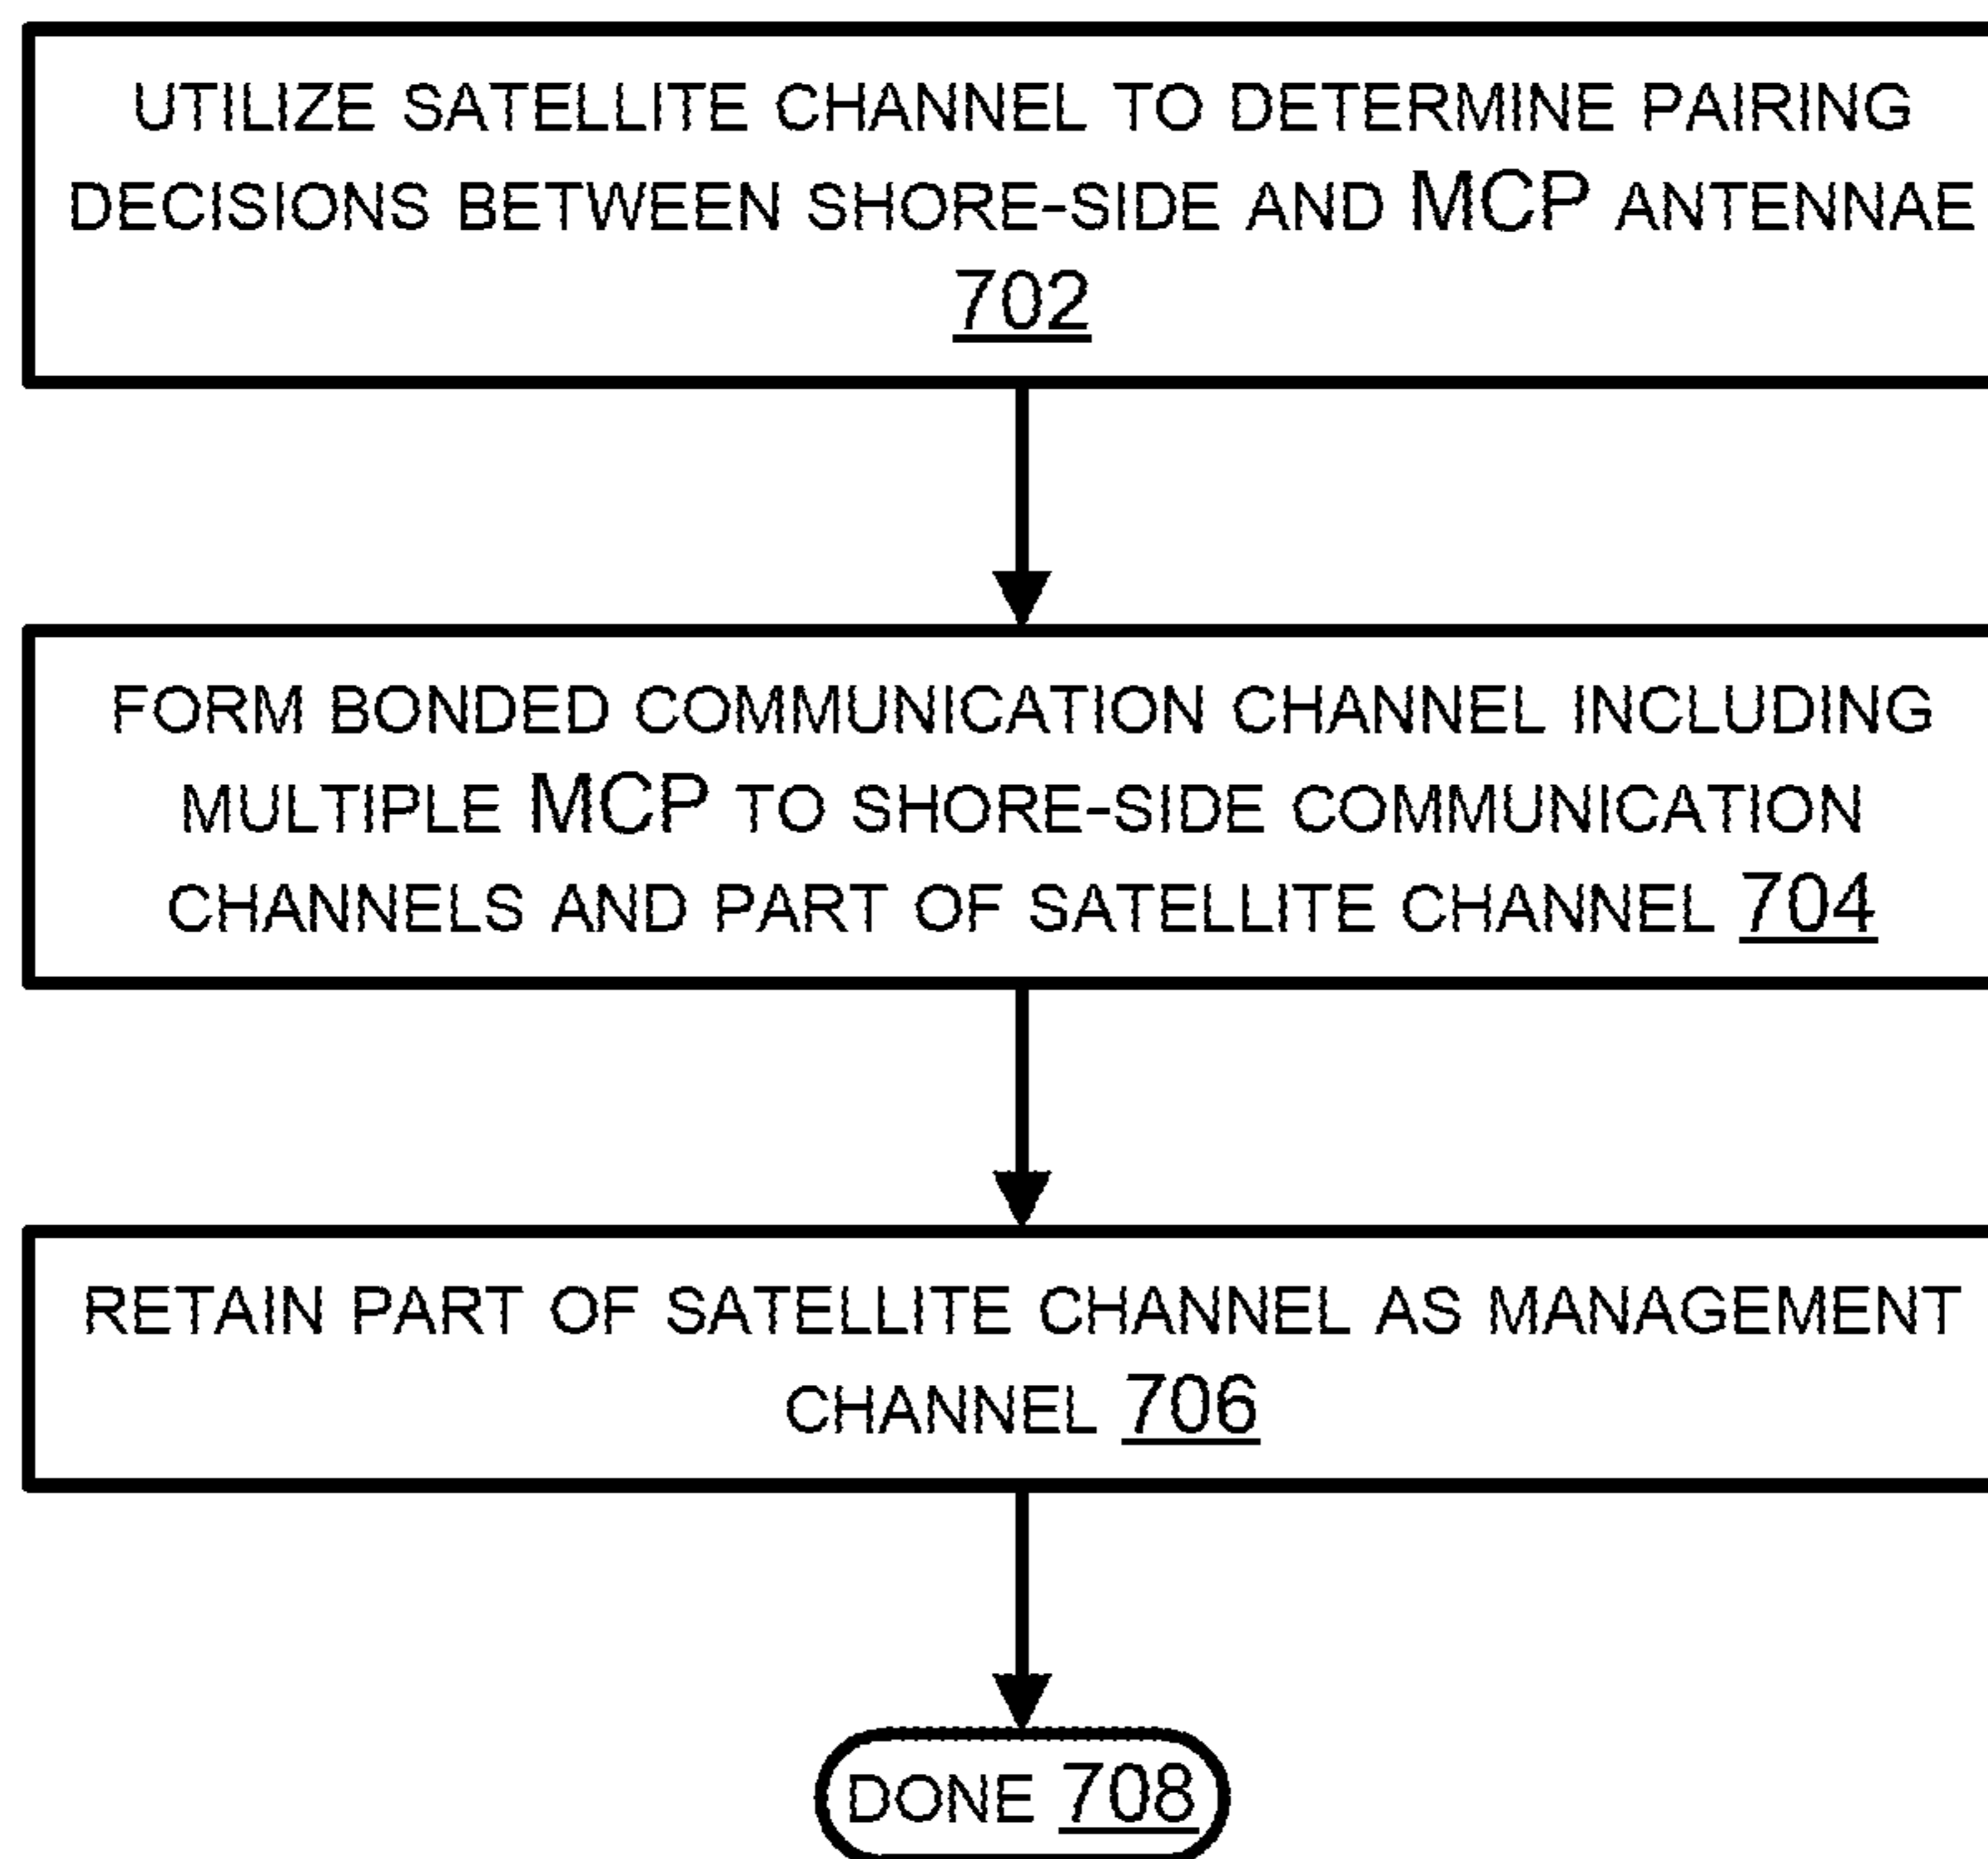 UTILIZE SATELLITE CHANNEL TO DETERMINE PAIRING
DECISIONS BETWEEN SHORE-SIDE AND MCP ANTENNAE
702
FORM BONDED COMMUNICATION CHANNEL INCLUDING
MULTIPLE MCP TO SHORE-SIDE COMMUNICATION
CHANNELS AND PART OF SATELLITE CHANNEL 704
RETAIN PART OF SATELLITE CHANNEL AS MANAGEMENT
CHANNEL 706
DONE 708